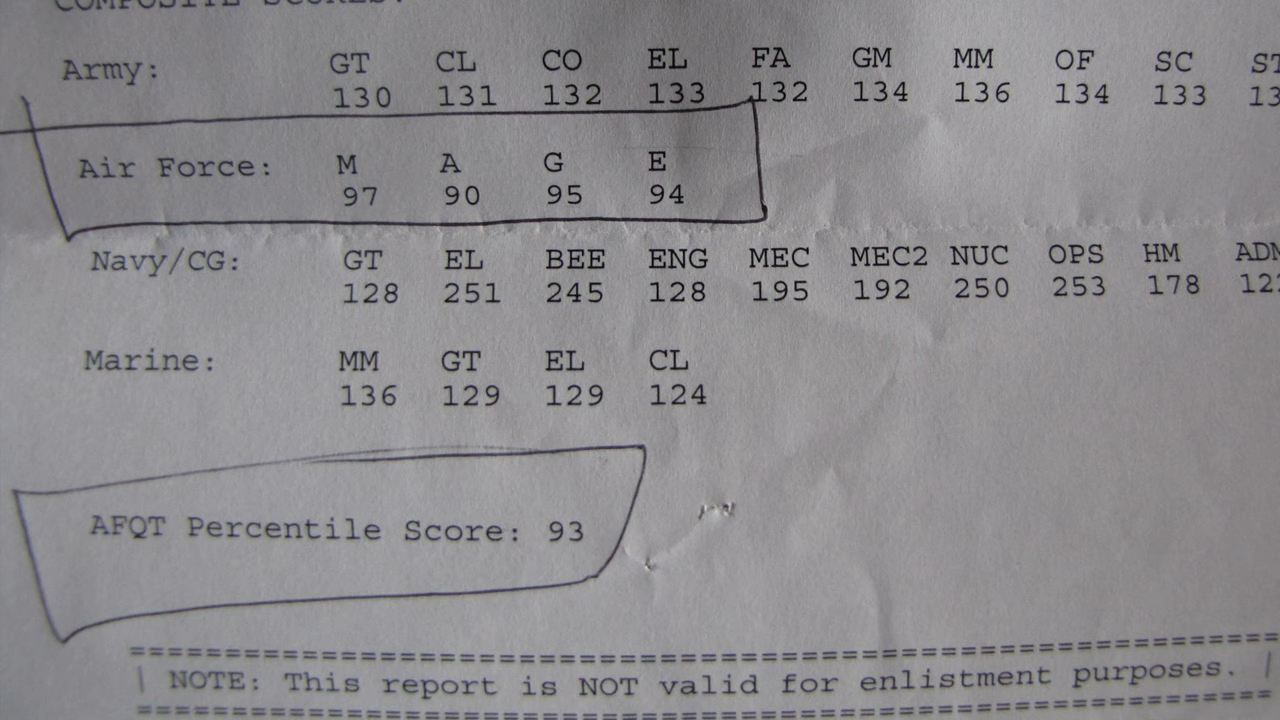 COMPOSITE SCORES:
Army: GT CL CO EL FA GM MM OF SC ST
130 131 132 133 132 134 136 134 133
Air Force: M A G E
97 90 95 94
Navy/CG: GT EL BEE ENG MEC MEC2 NUC OPS HM
128 251 245 128 195 192 250 253 178
Marine: MM GT EL CL
136 129 129 124
AFQT Percentile Score: 93
| NOTE: This report is NOT valid for enlistment purposes. |